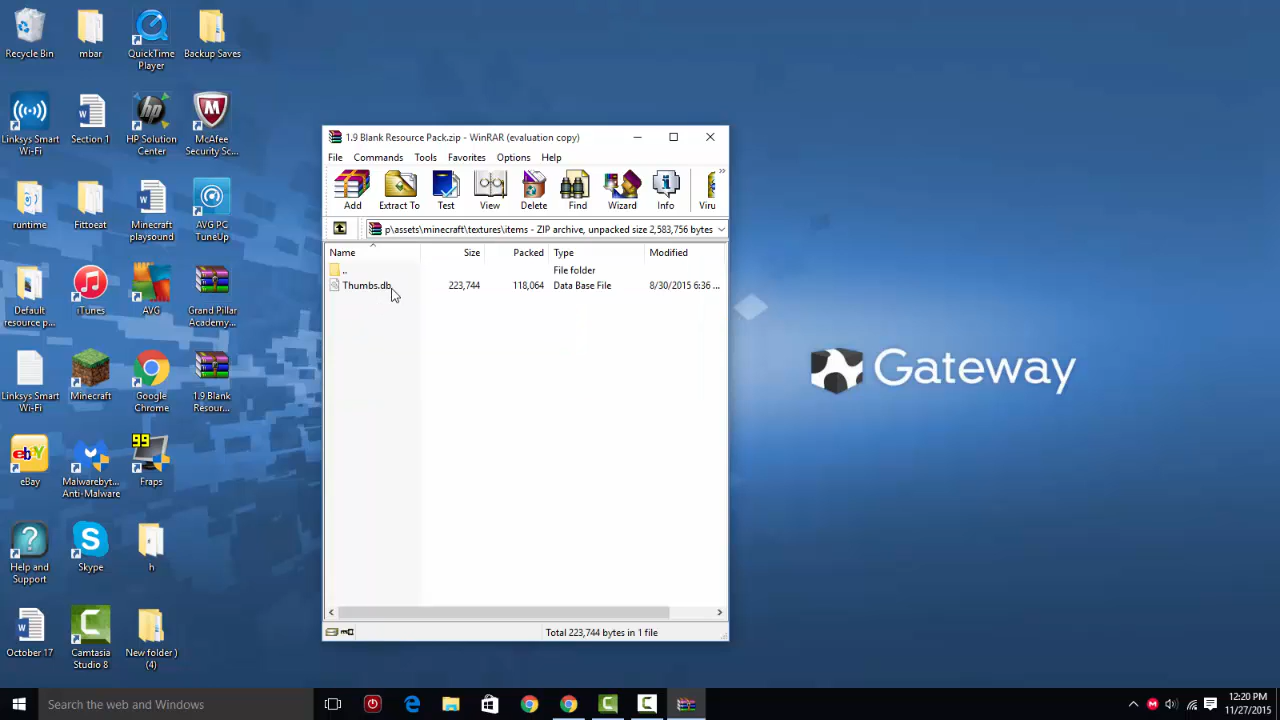 Recycle Bin
mbar
QuickTime
Player
Backup Saves
Linksys Smart
Wi-Fi
Section 1
HP Solution
Center
McAfee
Security Sc...
runtime
Fittoeat
Minecraft
playsound
AVG PC
TuneUp
Default
resource p...
iTunes
AVG
Grand Pillar
Academy...
Linksys Smart
Wi-Fi
Minecraft
Google
Chrome
1.9 Blank
Resour...
eBay
Malwarebyt...
Anti-Malware
99
Fraps
Help and
Support
Skype
h
October 17
Camtasia
Studio 8
New folder )
(4)
1.9 Blank Resource Pack.zip - WinRAR (evaluation copy)
File Commands Tools Favorites Options Help
Add Extract To Test View Delete Find Wizard Info Viru
p\assets\minecraft\textures\items - ZIP archive, unpacked size 2,583,756 bytes
Name Size Packed Type Modified
.. File folder
Thumbs.db 223,744 118,064 Data Base File 8/30/2015 6:36 ...
Total 223,744 bytes in 1 file
Gateway
Search the web and Windows
12:20 PM
11/27/2015